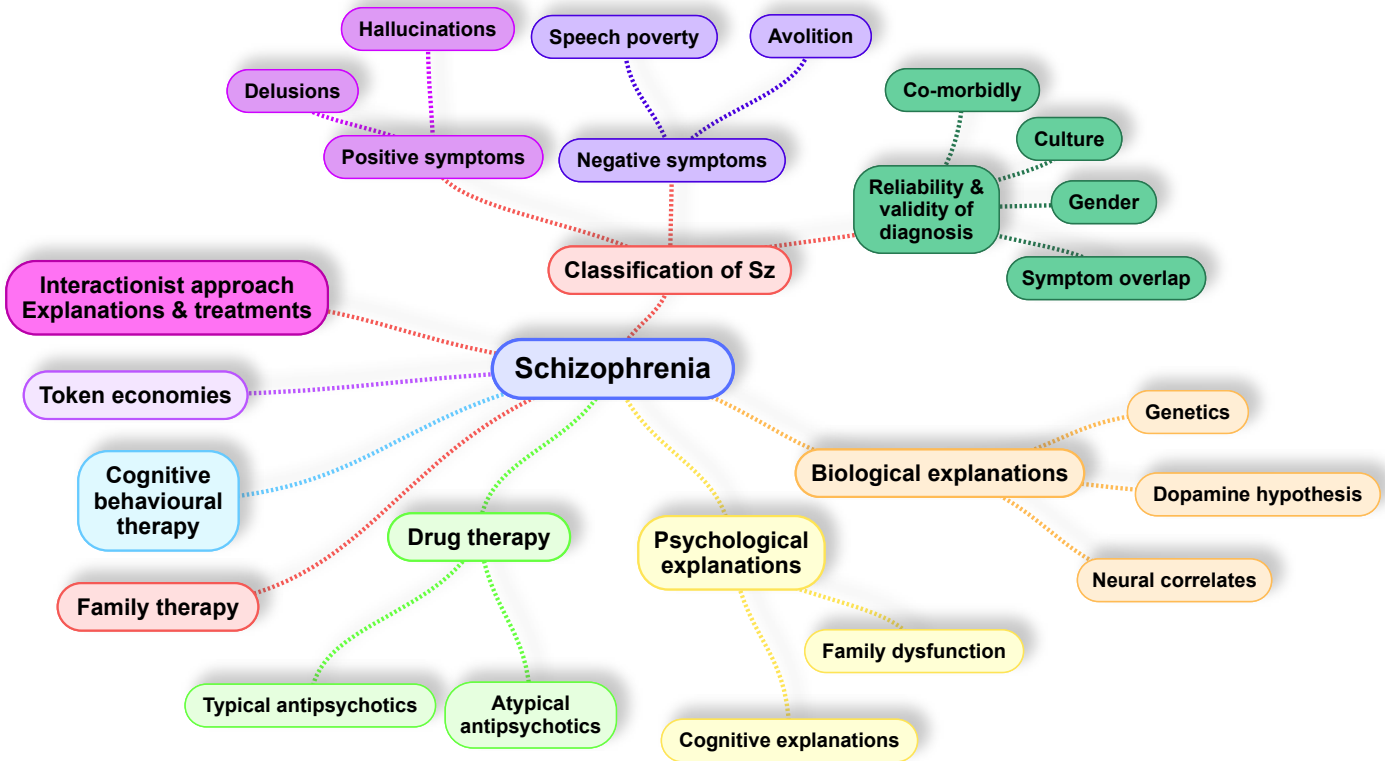 Hallucinations
Speech poverty
Avolition
Delusions
Co-morbidly
Positive symptoms
Negative symptoms
Culture
Reliability &
validity of
diagnosis
Gender
Classification of Sz
Symptom overlap
Interactionist approach
Explanations & treatments
Schizophrenia
Token economies
Genetics
Cognitive
behavioural
therapy
Biological explanations
Dopamine hypothesis
Drug therapy
Psychological
explanations
Neural correlates
Family therapy
Family dysfunction
Typical antipsychotics
Atypical
antipsychotics
Cognitive explanations